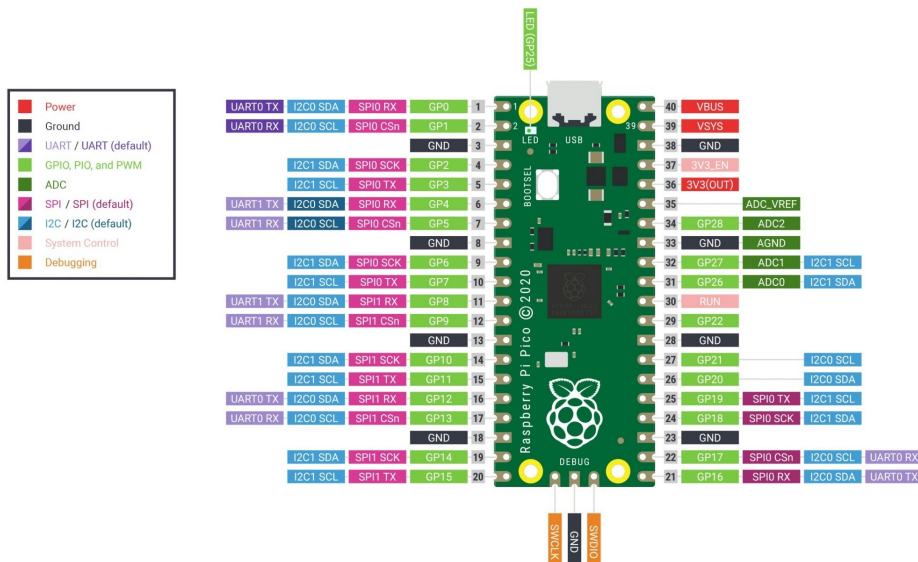 LED (GP25)
Power
Ground
UART / UART (default)
GPIO, PIO, and PWM
ADC
SPI / SPI (default)
I2C / I2C (default)
System Control
Debugging
UART0 TX I2C0 SDA SPI0 RX GP0 1
UART0 RX I2C0 SCL SPI0 CSn GP1 2
GND 3
I2C1 SDA SPI0 SCK GP2 4
I2C1 SCL SPI0 TX GP3 5
UART1 TX I2C0 SDA SPI0 RX GP4 6
UART1 RX I2C0 SCL SPI0 CSn GP5 7
GND 8
I2C1 SDA SPI0 SCK GP6 9
I2C1 SCL SPI0 TX GP7 10
UART1 TX I2C0 SDA SPI1 RX GP8 11
UART1 RX I2C0 SCL SPI1 CSn GP9 12
GND 13
I2C1 SDA SPI1 SCK GP10 14
I2C1 SCL SPI1 TX GP11 15
UART0 TX I2C0 SDA SPI1 RX GP12 16
UART0 RX I2C0 SCL SPI1 CSn GP13 17
GND 18
I2C1 SDA SPI1 SCK GP14 19
I2C1 SCL SPI1 TX GP15 20
1
2
39
LED
USB
BOOTSEL
Raspberry Pi Pico © 2020
DEBUG
40 VBUS
39 VSYS
38 GND
37 3V3_EN
36 3V3(OUT)
35 ADC_VREF
34 GP28 ADC2
33 GND AGND
32 GP27 ADC1 I2C1 SCL
31 GP26 ADC0 I2C1 SDA
30 RUN
29 GP22
28 GND
27 GP21 I2C0 SCL
26 GP20 I2C0 SDA
25 GP19 SPI0 TX I2C1 SCL
24 GP18 SPI0 SCK I2C1 SDA
23 GND
22 GP17 SPI0 CSn I2C0 SCL UART0 RX
21 GP16 SPI0 RX I2C0 SDA UART0 TX
SWCLK
GND
SWDIO